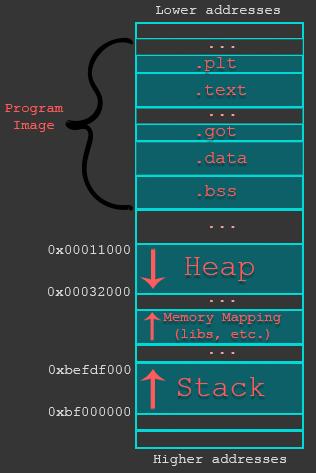 Lower addresses
...
.plt
.text
Program
Image
...
.got
.data
.bss
...
0x00011000
Heap
0x00032000
...
Memory Mapping
(libs, etc.)
...
0xbefdf000
Stack
0xbf000000
Higher addresses